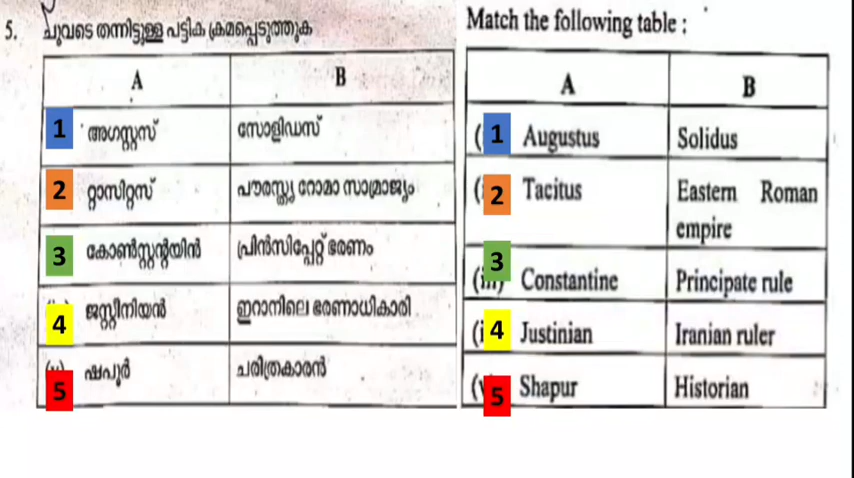 5. ചുവടെ തന്നിട്ടുള്ള പട്ടിക ക്രമപ്പെടുത്തുക
A B
1 അഗസ്റ്റസ് സോളിഡസ്
2 റ്റാസിറ്റസ് പൗരസ്ത്യ റോമാ സാമ്രാജ്യം
3 കോൺസ്റ്റന്റയിൻ പ്രിൻസിപ്പേറ്റ് ഭരണം
4 ജസ്റ്റീനിയൻ ഇറാനിലെ ഭരണാധികാരി
5 ഷപൂർ ചരിത്രകാരൻ
Match the following table :
A B
1 Augustus Solidus
2 Tacitus Eastern Roman
empire
3 (iii) Constantine Principate rule
4 Justinian Iranian ruler
5 Shapur Historian